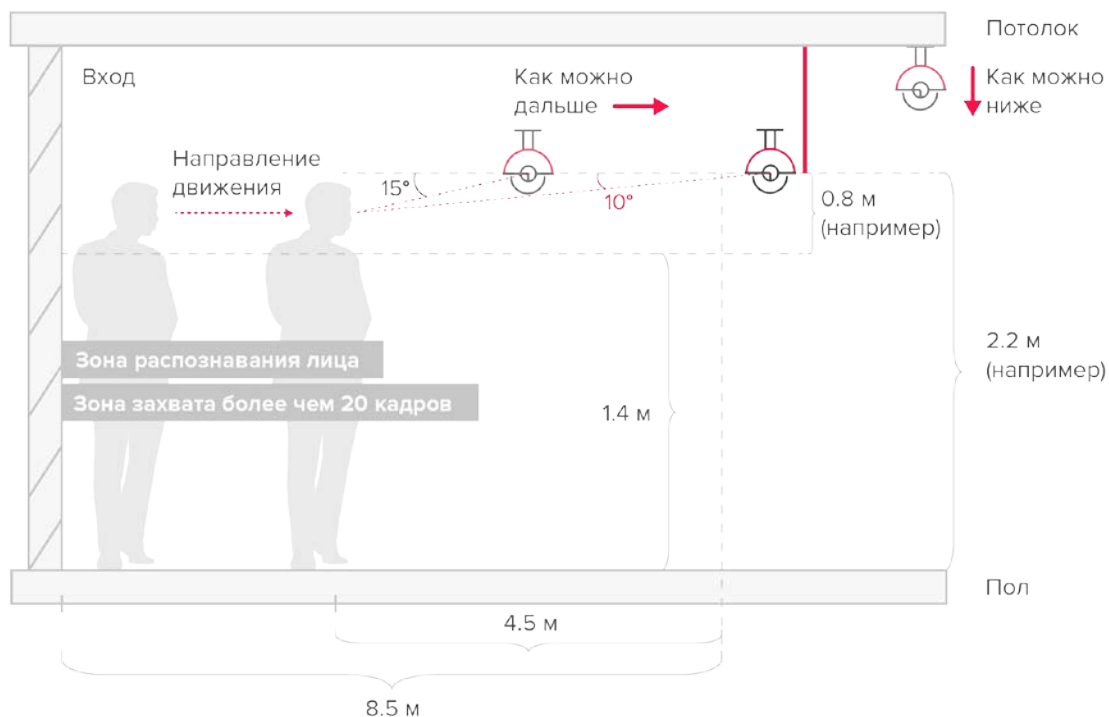 Потолок
Вход
Как можно
дальше
Как можно
ниже
Направление
движения
15°
10°
0.8 м
(например)
Зона распознавания лица
Зона захвата более чем 20 кадров
1.4 м
2.2 м
(например)
Пол
4.5 м
8.5 м